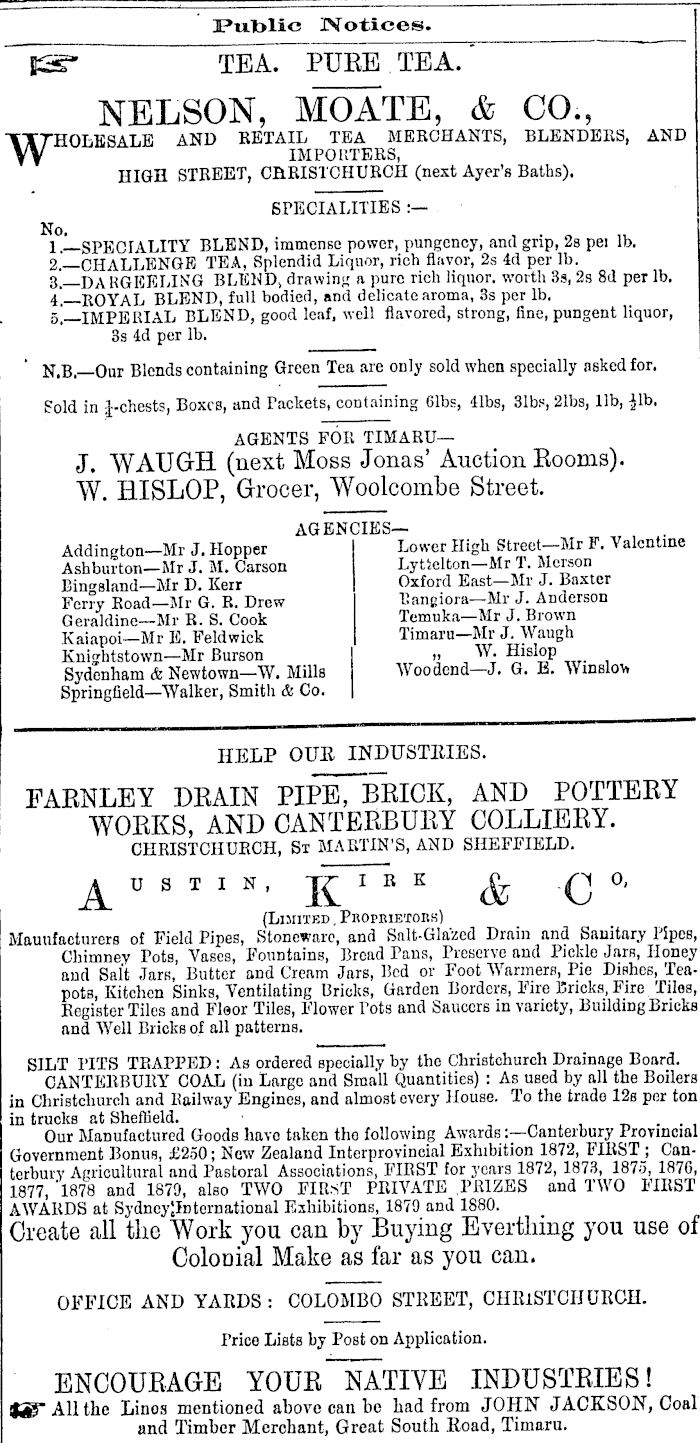 Public Notices.
TEA. PURE TEA.
NELSON, MOATE, & CO.,
WHOLESALE AND RETAIL TEA MERCHANTS, BLENDERS, AND
IMPORTERS,
HIGH STREET, CHRISTCHURCH (next Ayer's Baths).
SPECIALITIES :—
No.
1.—SPECIALITY BLEND, immense power, pungency, and grip, 2s per lb.
2.—CHALLENGE TEA, Splendid Liquor, rich flavor, 2s 4d per lb.
3.—DARGEELING BLEND, drawing a pure rich liquor, worth 3s, 2s 8d per lb.
4.—ROYAL BLEND, full bodied, and delicate aroma, 3s per lb.
5.—IMPERIAL BLEND, good leaf, well flavored, strong, fine, pungent liquor,
3s 4d per lb.
N.B.—Our Blends containing Green Tea are only sold when specially asked for.
Sold in ¼-chests, Boxes, and Packets, containing 6lbs, 4lbs, 3lbs, 2lbs, 1lb, ½lb.
AGENTS FOR TIMARU—
J. WAUGH (next Moss Jonas' Auction Rooms).
W. HISLOP, Grocer, Woolcombe Street.
AGENCIES—
Addington—Mr J. Hopper
Ashburton—Mr J. M. Carson
Bingsland—Mr D. Kerr
Ferry Road—Mr G. R. Drew
Geraldine—Mr R. S. Cook
Kaiapoi—Mr E. Feldwick
Knightstown—Mr Burson
Sydenham & Newtown—W. Mills
Springfield—Walker, Smith & Co.
Lower High Street—Mr F. Valentine
Lyttelton—Mr T. Merson
Oxford East—Mr J. Baxter
Rangiora—Mr J. Anderson
Temuka—Mr J. Brown
Timaru—Mr J. Waugh
„ W. Hislop
Woodend—J. G. E. Winslow
HELP OUR INDUSTRIES.
FARNLEY DRAIN PIPE, BRICK, AND POTTERY
WORKS, AND CANTERBURY COLLIERY.
CHRISTCHURCH, ST MARTIN'S, AND SHEFFIELD.
AUSTIN, KIRK & CO,
(LIMITED PROPRIETORS)
Manufacturers of Field Pipes, Stoneware, and Salt-Glazed Drain and Sanitary Pipes,
Chimney Pots, Vases, Fountains, Bread Pans, Preserve and Pickle Jars, Honey
and Salt Jars, Butter and Cream Jars, Bed or Foot Warmers, Pie Dishes, Tea-
pots, Kitchen Sinks, Ventilating Bricks, Garden Borders, Fire Bricks, Fire Tiles,
Register Tiles and Floor Tiles, Flower Pots and Saucers in variety, Building Bricks
and Well Bricks of all patterns.
SILT PITS TRAPPED: As ordered specially by the Christchurch Drainage Board.
CANTERBURY COAL (in Large and Small Quantities) : As used by all the Boilers
in Christchurch and Railway Engines, and almost every House. To the trade 12s per ton
in trucks at Sheffield.
Our Manufactured Goods have taken the following Awards:—Canterbury Provincial
Government Bonus, £250; New Zealand Interprovincial Exhibition 1872, FIRST; Can-
terbury Agricultural and Pastoral Associations, FIRST for years 1872, 1873, 1875, 1876,
1877, 1878 and 1879, also TWO FIRST PRIVATE PRIZES and TWO FIRST
AWARDS at Sydney International Exhibitions, 1879 and 1880.
Create all the Work you can by Buying Everthing you use of
Colonial Make as far as you can.
OFFICE AND YARDS: COLOMBO STREET, CHRISTCHURCH.
Price Lists by Post on Application.
ENCOURAGE YOUR NATIVE INDUSTRIES!
All the Lines mentioned above can be had from JOHN JACKSON, Coal
and Timber Merchant, Great South Road, Timaru.